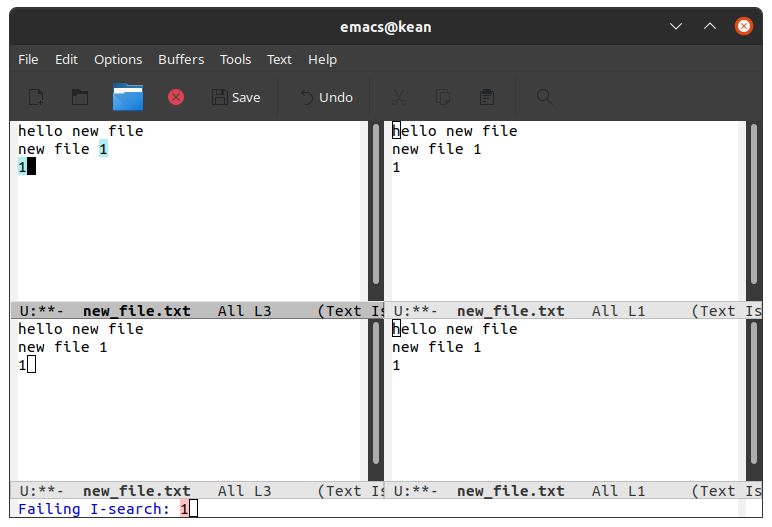 emacs@kean
File Edit Options Buffers Tools Text Help
Save Undo
hello new file
new file 1
1
U:**- new_file.txt All L3 (Text Is
hello new file
new file 1
1
U:**- new_file.txt All L1 (Text Is
hello new file
new file 1
1
U:**- new_file.txt All L3 (Text Is
hello new file
new file 1
1
U:**- new_file.txt All L1 (Text Is
Failing I-search: 1